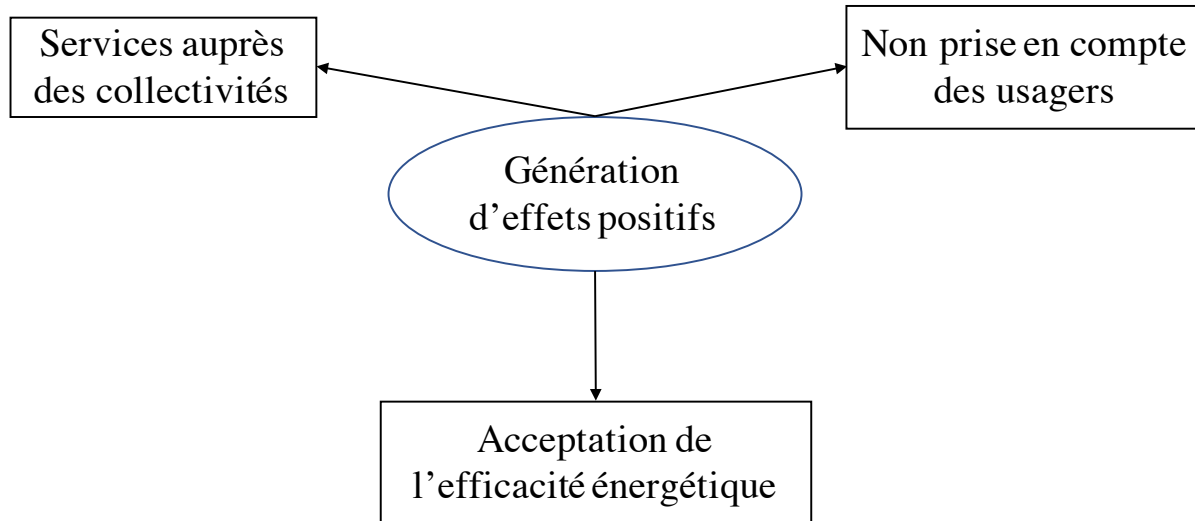 Services auprès
des collectivités
Non prise en compte
des usagers
Génération
d’effets positifs
Acceptation de
l’efficacité énergétique